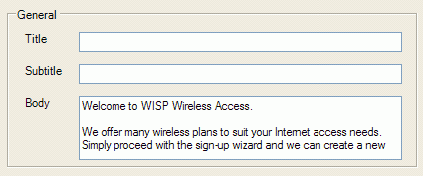 General
Title
Subtitle
Body
Welcome to WISP Wireless Access.
We offer many wireless plans to suit your Internet access needs.
Simply proceed with the sign-up wizard and we can create a new